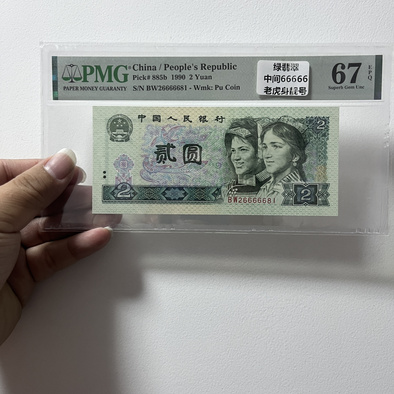 PMG
PAPER MONEY GUARANTY
China / People's Republic
Pick# 885b 1990 2 Yuan
S/N BW26666681 - Wmk: Pu Coin
绿翡翠
中间66666
老虎身靓号
67 EPQ
Superb Gem Unc
中国人民银行
2
贰圆
2
BW26666681